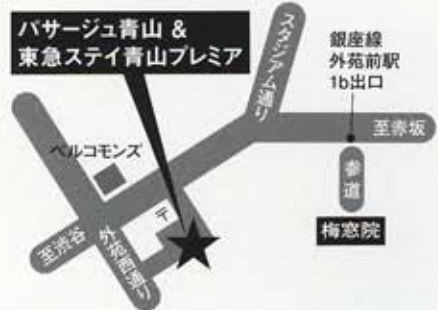 パサージュ青山 &
東急ステイ青山プレミア
スタジアム通り
銀座線
外苑前駅
1b出口
至赤坂
ベルコモンズ
参道
梅窓院
〒
至渋谷
外苑西通り